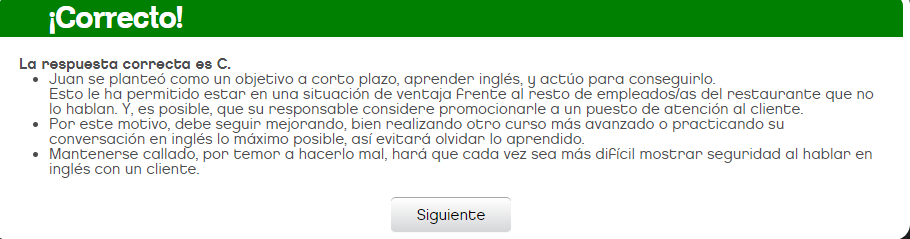 ¡Correcto!
La respuesta correcta es C.
• Juan se planteó como un objetivo a corto plazo, aprender inglés, y actúo para conseguirlo.
Esto le ha permitido estar en una situación de ventaja frente al resto de empleados/as del restaurante que no
lo hablan. Y, es posible, que su responsable considere promocionarle a un puesto de atención al cliente.
• Por este motivo, debe seguir mejorando, bien realizando otro curso más avanzado o practicando su
conversación en inglés lo máximo posible, así evitará olvidar lo aprendido.
• Mantenerse callado, por temor a hacerlo mal, hará que cada vez sea más difícil mostrar seguridad al hablar en
inglés con un cliente.
Siguiente